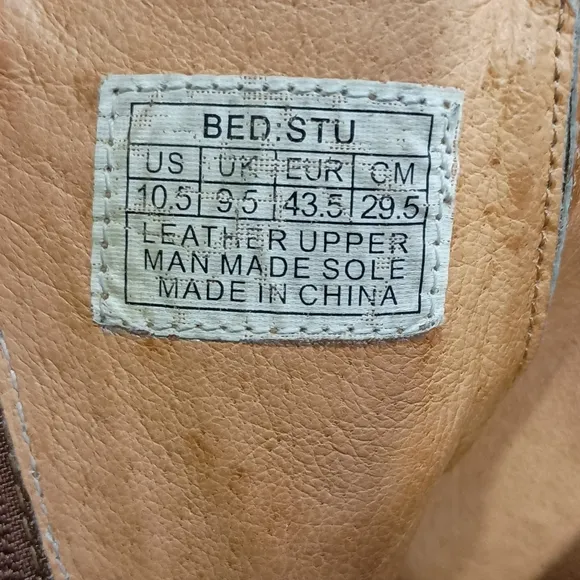 BED:STU
US UK EUR CM
10.5 9.5 43.5 29.5
LEATHER UPPER
MAN MADE SOLE
MADE IN CHINA